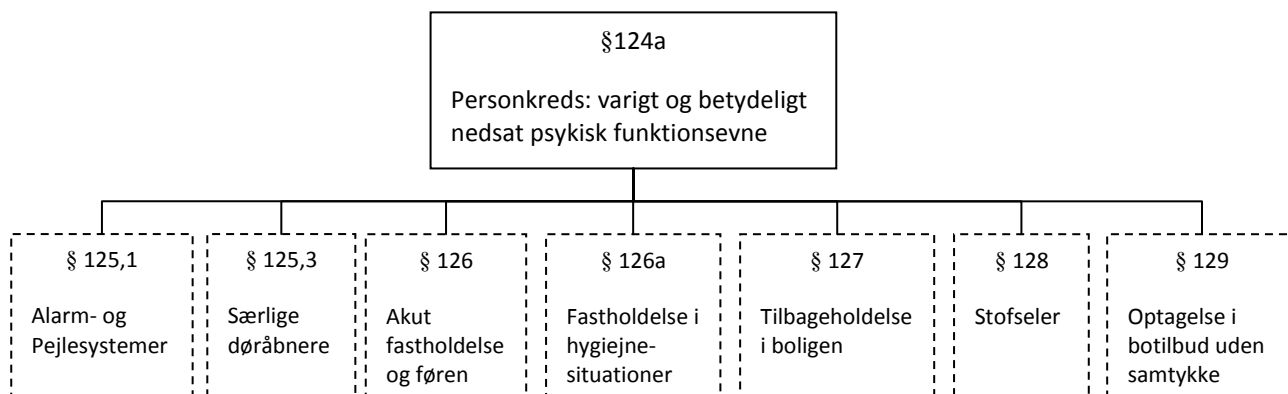 §124a
Personkreds: varigt og betydeligt
nedsat psykisk funktionsevne
§ 125,1
Alarm- og
Pejlesystemer
§ 125,3
Særlige
døråbnere
§ 126
Akut
fastholdelse
og føren
§ 126a
Fastholdelse i
hygiejne-
situationer
§ 127
Tilbageholdelse
i boligen
§ 128
Stofseler
§ 129
Optagelse i
botilbud uden
samtykke